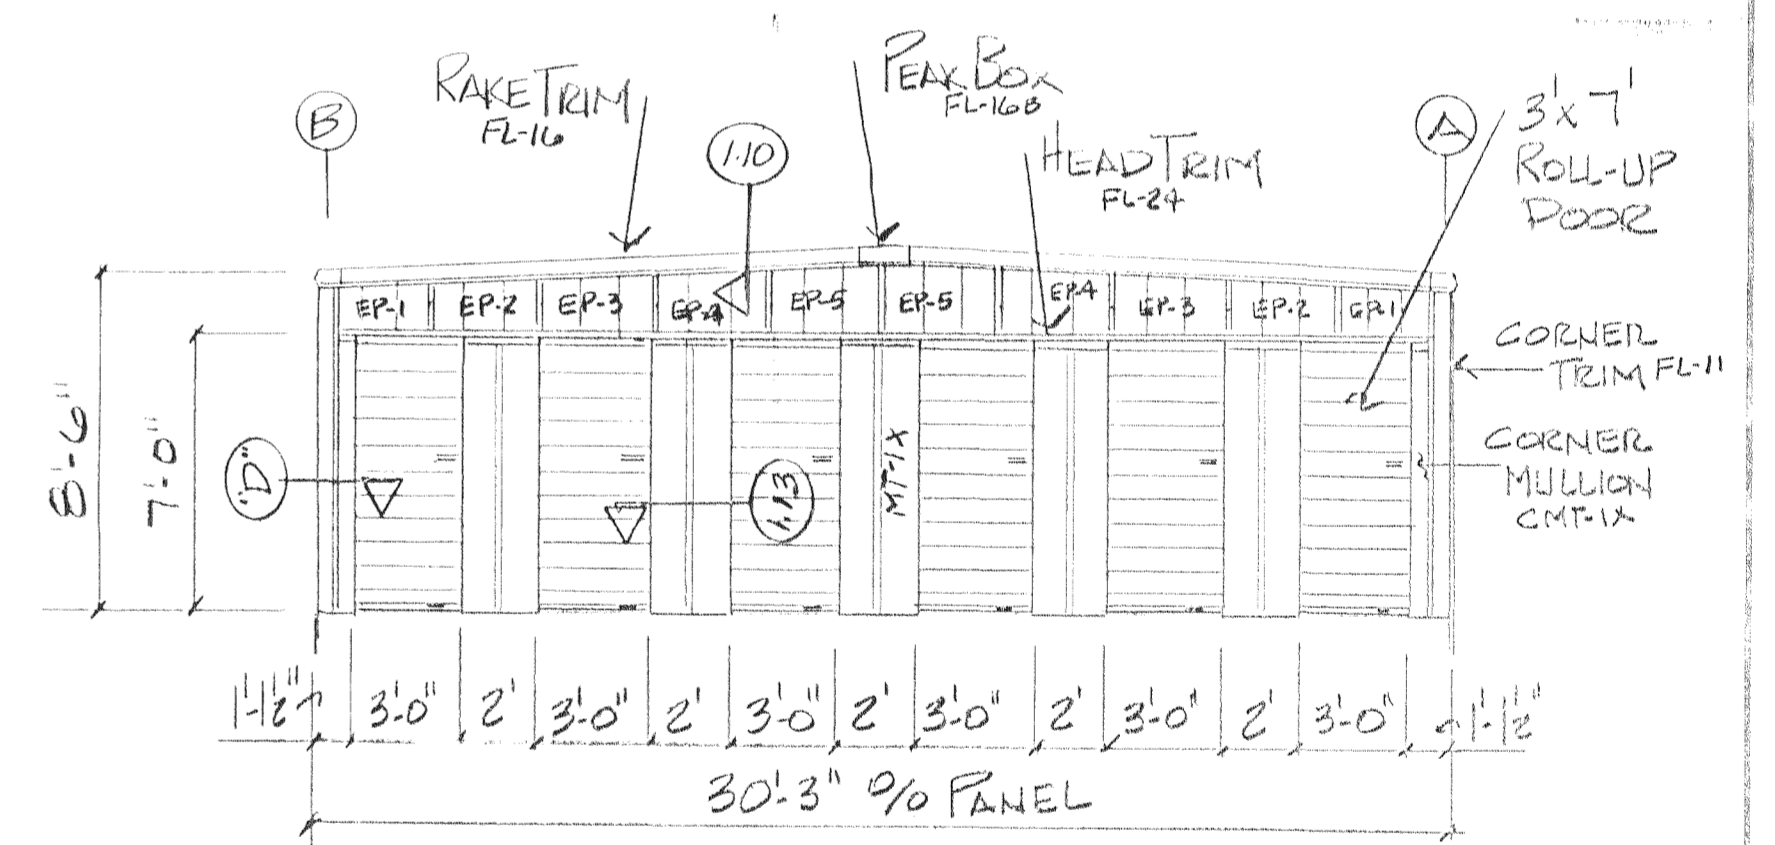 RAKE TRIM
FL-16
PEAK BOX
FL-16B
B
1.10
HEAD TRIM
FL-24
A
3'x7'
ROLL-UP
DOOR
EP-1 EP-2 EP-3 EP-4 EP-5 EP-5 EP-4 EP-3 EP-2 EP-1
CORNER
TRIM FL-11
8'-6"
7'-0"
"D"
MT-1X
1.13
CORNER
MULLION
CMT-1X
1'-1½" 3'-0" 2' 3'-0" 2' 3'-0" 2' 3'-0" 2' 3'-0" 2' 3'-0" 1'-1½"
30'-3" O/O PANEL